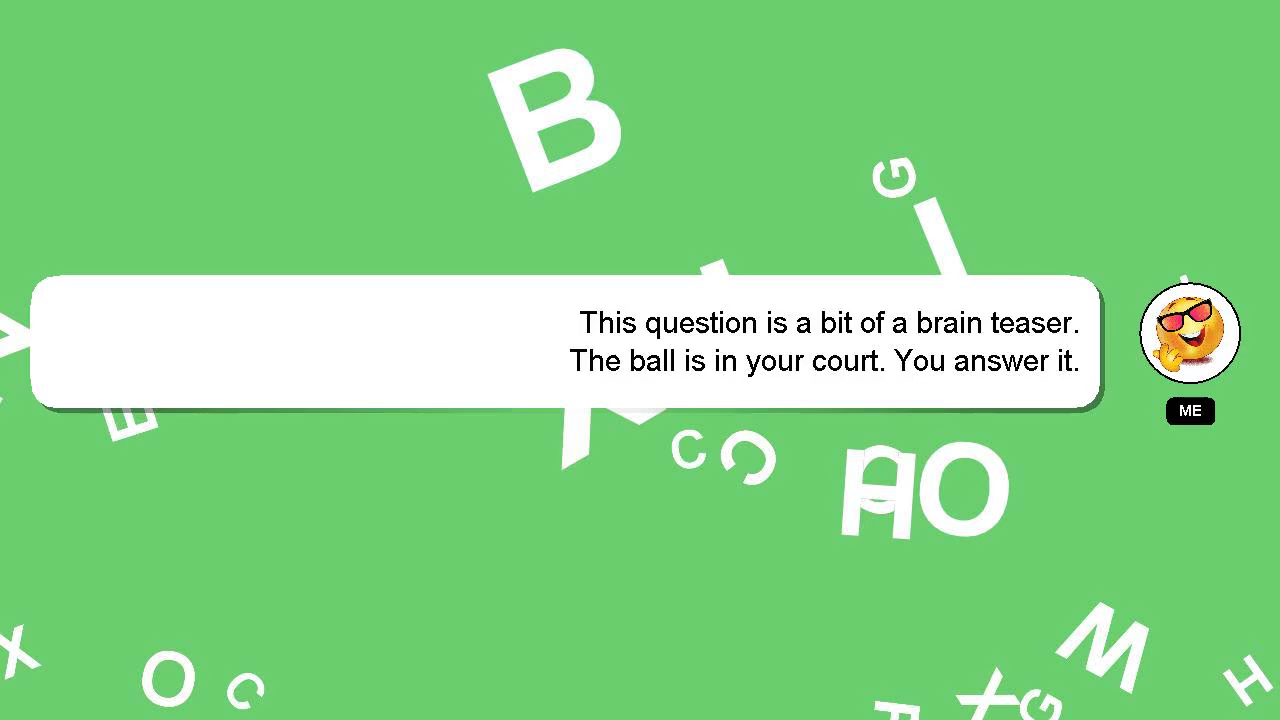 B
G
This question is a bit of a brain teaser.
The ball is in your court. You answer it.
ME
E
C
C
H
O
M
X
O
C
H
X
G